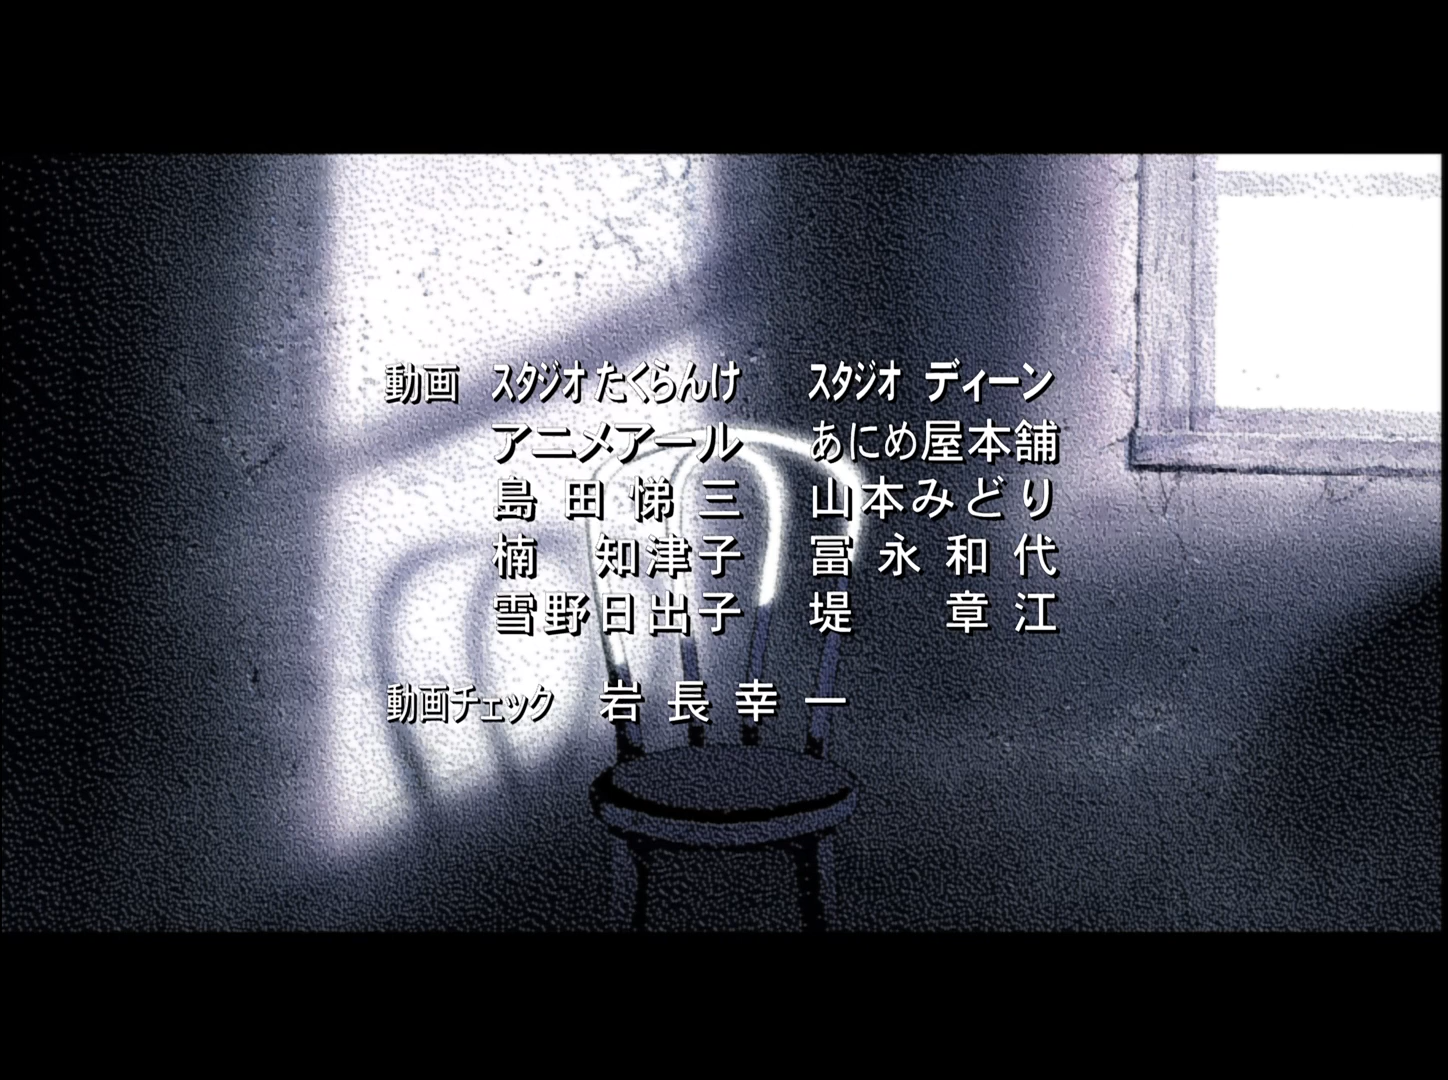 動画 スタジオたくらんけ スタジオ ディーン
アニメアール あにめ屋本舗
島田悌三 山本みどり
楠 知津子 冨永和代
雪野日出子 堤 章江
動画チェック 岩長幸一